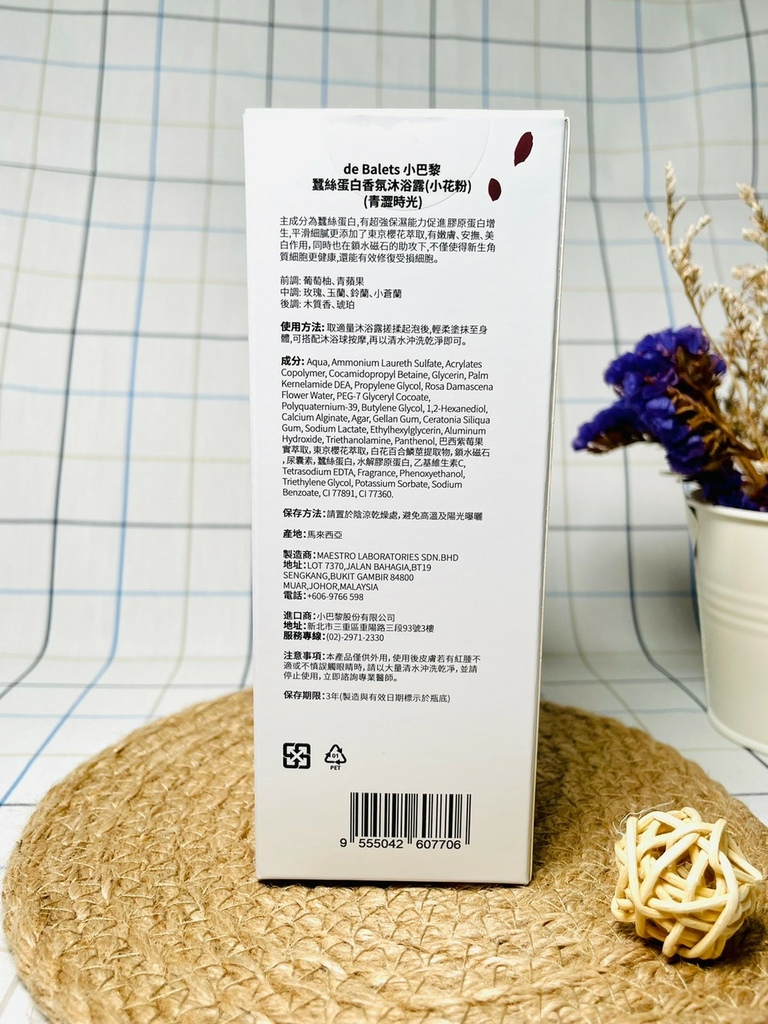 de Balets 小巴黎
蠶絲蛋白香氛沐浴露(小花粉)
(青澀時光)
主成分為蠶絲蛋白,有超強保濕能力促進膠原蛋白增
生,平滑細膩更添加了東京櫻花萃取,有嫩膚、安撫、美
白作用,同時也在鎖水磁石的助攻下,不僅使得新生角
質細胞更健康,還能有效修復受損細胞。
前調: 葡萄柚、青蘋果
中調: 玫瑰、玉蘭、鈴蘭、小蒼蘭
後調: 木質香、琥珀
使用方法: 取適量沐浴露搓揉起泡後,輕柔塗抹至身
體,可搭配沐浴球按摩,再以清水沖洗乾淨即可。
成分: Aqua, Ammonium Laureth Sulfate, Acrylates
Copolymer, Cocamidopropyl Betaine, Glycerin, Palm
Kernelamide DEA, Propylene Glycol, Rosa Damascena
Flower Water, PEG-7 Glyceryl Cocoate,
Polyquaternium-39, Butylene Glycol, 1,2-Hexanediol,
Calcium Alginate, Agar, Gellan Gum, Ceratonia Siliqua
Gum, Sodium Lactate, Ethylhexylglycerin, Aluminum
Hydroxide, Triethanolamine, Panthenol, 巴西紫莓果
實萃取, 東京櫻花萃取, 白花百合鱗莖提取物, 鎖水磁石
, 尿囊素, 蠶絲蛋白, 水解膠原蛋白, 乙基維生素C,
Tetrasodium EDTA, Fragrance, Phenoxyethanol,
Triethylene Glycol, Potassium Sorbate, Sodium
Benzoate, CI 77891, CI 77360.
保存方法:請置於陰涼乾燥處, 避免高溫及陽光曝曬
產地:馬來西亞
製造商:MAESTRO LABORATORIES SDN.BHD
地址:LOT 7370,JALAN BAHAGIA,BT19
SENGKANG,BUKIT GAMBIR 84800
MUAR,JOHOR,MALAYSIA
電話:+606-9766 598
進口商:小巴黎股份有限公司
地址:新北市三重區重陽路三段93號3樓
服務專線:(02)-2971-2330
注意事項:本產品僅供外用, 使用後皮膚若有紅腫不
適或不慎誤觸眼睛時, 請以大量清水沖洗乾淨, 並請
停止使用, 立即諮詢專業醫師。
保存期限:3年(製造與有效日期標示於瓶底)
01
PET
9 555042 607706